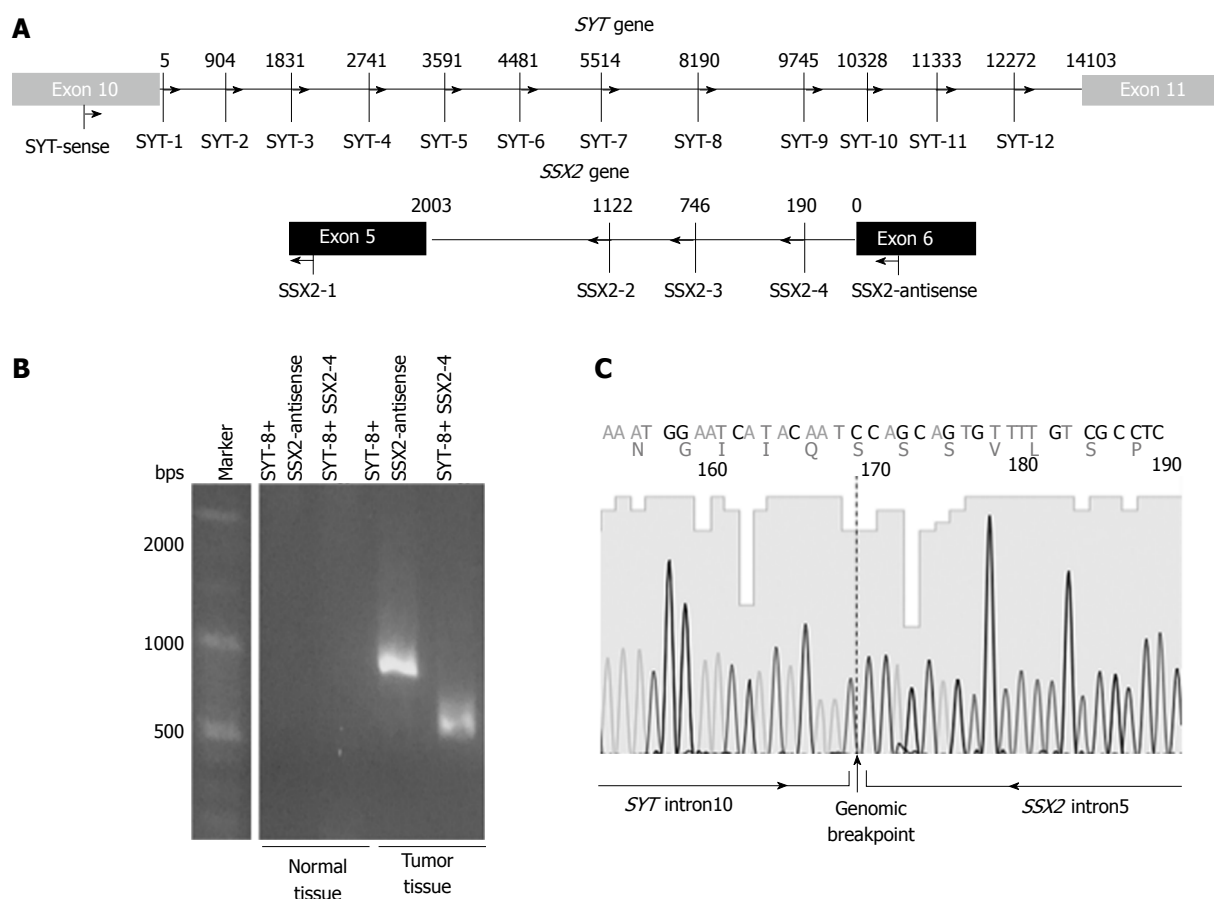 A
SYT gene
5 904 1831 2741 3591 4481 5514 8190 9745 10328 11333 12272 14103
Exon 10 Exon 11
SYT-sense SYT-1 SYT-2 SYT-3 SYT-4 SYT-5 SYT-6 SYT-7 SYT-8 SYT-9 SYT-10 SYT-11 SYT-12
SSX2 gene
2003 1122 746 190 0
Exon 5 Exon 6
SSX2-1 SSX2-2 SSX2-3 SSX2-4 SSX2-antisense
B
bps
Marker
SYT-8+
SSX2-antisense
SYT-8+ SSX2-4
SYT-8+
SSX2-antisense
SYT-8+ SSX2-4
2000
1000
500
Normal
tissue
Tumor
tissue
C
AA AT GG AAT CA TA C AA T C C AG C AG T G T TTT GT CG C CTC
N G I I Q S S S V L S P
160 170 180 190
SYT intron10
Genomic
breakpoint
SSX2 intron5